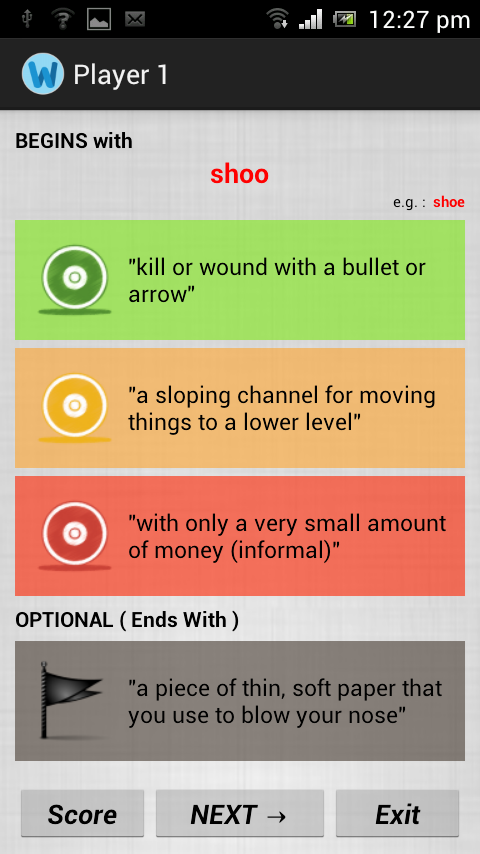 12:27 pm
W Player 1
BEGINS with
shoo
e.g. : shoe
"kill or wound with a bullet or
arrow"
"a sloping channel for moving
things to a lower level"
"with only a very small amount
of money (informal)"
OPTIONAL ( Ends With )
"a piece of thin, soft paper that
you use to blow your nose"
Score NEXT → Exit